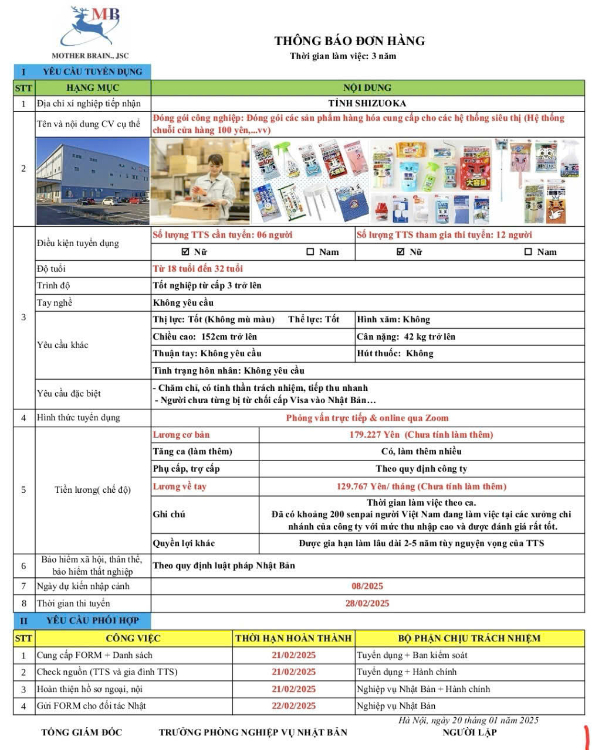 MB
MOTHER BRAIN., JSC
THÔNG BÁO ĐƠN HÀNG
Thời gian làm việc: 3 năm
I YÊU CẦU TUYỂN DỤNG
STT HẠNG MỤC NỘI DUNG
1 Địa chỉ xí nghiệp tiếp nhận TỈNH SHIZUOKA
2 Tên và nội dung CV cụ thể Đóng gói công nghiệp: Đóng gói các sản phẩm hàng hóa cung cấp cho các hệ thống siêu thị (Hệ thống
chuỗi cửa hàng 100 yên,...vv)
3 Điều kiện tuyển dụng Số lượng TTS cần tuyển: 06 người Số lượng TTS tham gia thi tuyển: 12 người
☑ Nữ ☐ Nam ☑ Nữ ☐ Nam
Độ tuổi Từ 18 tuổi đến 32 tuổi
Trình độ Tốt nghiệp từ cấp 3 trở lên
Tay nghề Không yêu cầu
Yêu cầu khác Thị lực: Tốt (Không mù màu) Thể lực: Tốt Hình xăm: Không
Chiều cao: 152cm trở lên Cân nặng: 42 kg trở lên
Thuận tay: Không yêu cầu Hút thuốc: Không
Tình trạng hôn nhân: Không yêu cầu
Yêu cầu đặc biệt - Chăm chỉ, có tinh thần trách nhiệm, tiếp thu nhanh
- Người chưa từng bị từ chối cấp Visa vào Nhật Bản…
4 Hình thức tuyển dụng Phỏng vấn trực tiếp & online qua Zoom
5 Tiền lương( chế độ) Lương cơ bản 179.227 Yên (Chưa tính làm thêm)
Tăng ca (làm thêm) Có, làm thêm nhiều
Phụ cấp, trợ cấp Theo quy định công ty
Lương về tay 129.767 Yên/ tháng (Chưa tính làm thêm)
Ghi chú Thời gian làm việc theo ca.
Đã có khoảng 200 senpai người Việt Nam đang làm việc tại các xưởng chi
nhánh của công ty với mức thu nhập cao và được đánh giá rất tốt.
Quyền lợi khác Được gia hạn làm lâu dài 2-5 năm tùy nguyện vọng của TTS
6 Bảo hiểm xã hội, thân thể,
bảo hiểm thất nghiệp Theo quy định luật pháp Nhật Bản
7 Ngày dự kiến nhập cảnh 08/2025
8 Thời gian thi tuyển 28/02/2025
II YÊU CẦU PHỐI HỢP
STT CÔNG VIỆC THỜI HẠN HOÀN THÀNH BỘ PHẬN CHỊU TRÁCH NHIỆM
1 Cung cấp FORM + Danh sách 21/02/2025 Tuyển dụng + Ban kiểm soát
2 Check nguồn (TTS và gia đình TTS) 21/02/2025 Tuyển dụng + Hành chính
3 Hoàn thiện hồ sơ ngoại, nội 21/02/2025 Nghiệp vụ Nhật Bản + Hành chính
4 Gửi FORM cho đối tác Nhật 22/02/2025 Nghiệp vụ Nhật Bản
Hà Nội, ngày 20 tháng 01 năm 2025
TỔNG GIÁM ĐỐC TRƯỞNG PHÒNG NGHIỆP VỤ NHẬT BẢN NGƯỜI LẬP